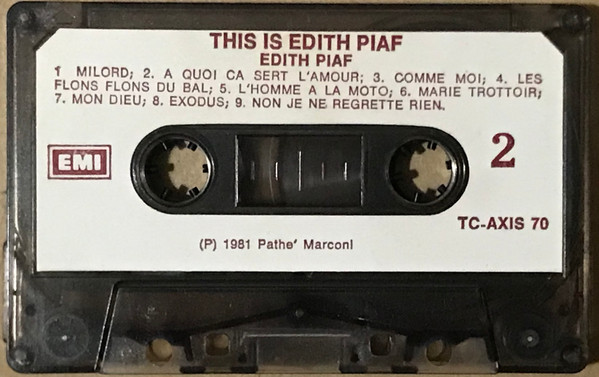 THIS IS EDITH PIAF
EDITH PIAF
1 MILORD; 2. A QUOI CA SERT L'AMOUR; 3. COMME MOI; 4. LES
FLONS FLONS DU BAL; 5. L'HOMME A LA MOTO; 6. MARIE TROTTOIR;
7. MON DIEU; 8. EXODUS; 9. NON JE NE REGRETTE RIEN.
EMI
2
TC-AXIS 70
(P) 1981 Pathe' Marconi